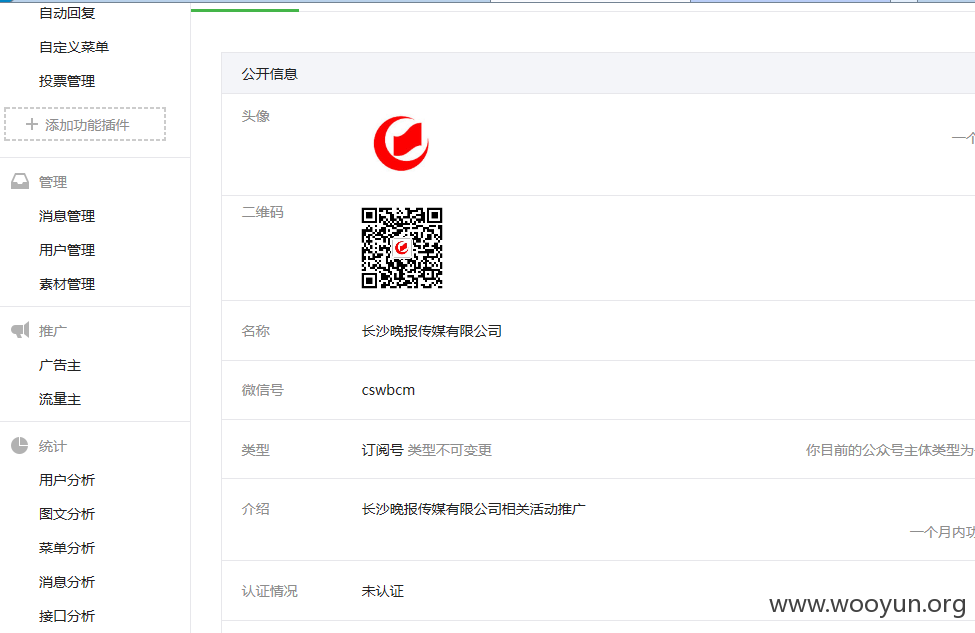 自动回复
自定义菜单
投票管理
添加功能插件
管理
消息管理
用户管理
素材管理
推广
广告主
流量主
统计
用户分析
图文分析
菜单分析
消息分析
接口分析
公开信息
头像
一个
二维码
名称 长沙晚报传媒有限公司
微信号 cswbcm
类型 订阅号 类型不可变更 你目前的公众号主体类型为
介绍 长沙晚报传媒有限公司相关活动推广
一个月内功
认证情况 未认证
www.wooyun.org